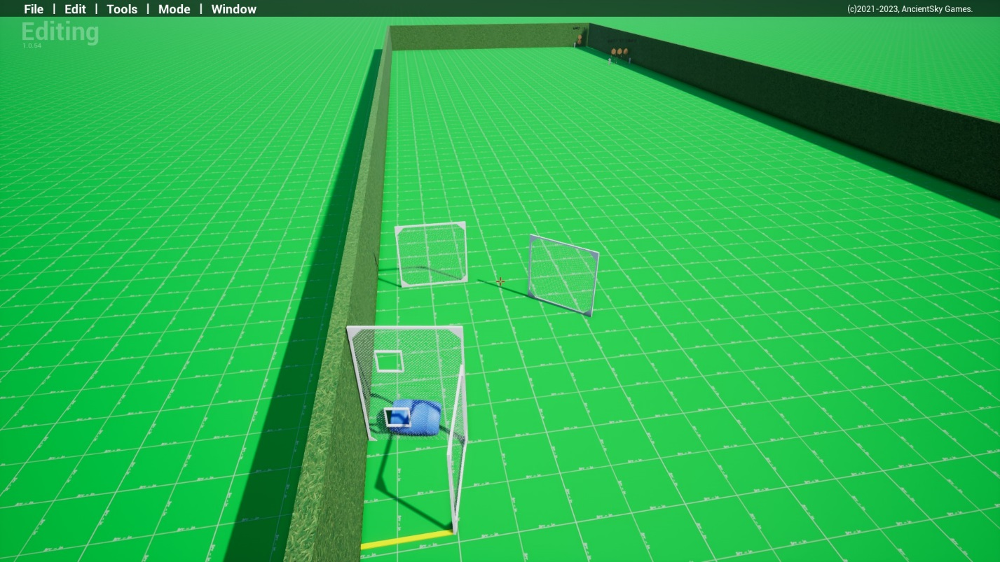 File | Edit | Tools | Mode | Window
(c)2021-2023, AncientSky Games.
Editing
1.0.54